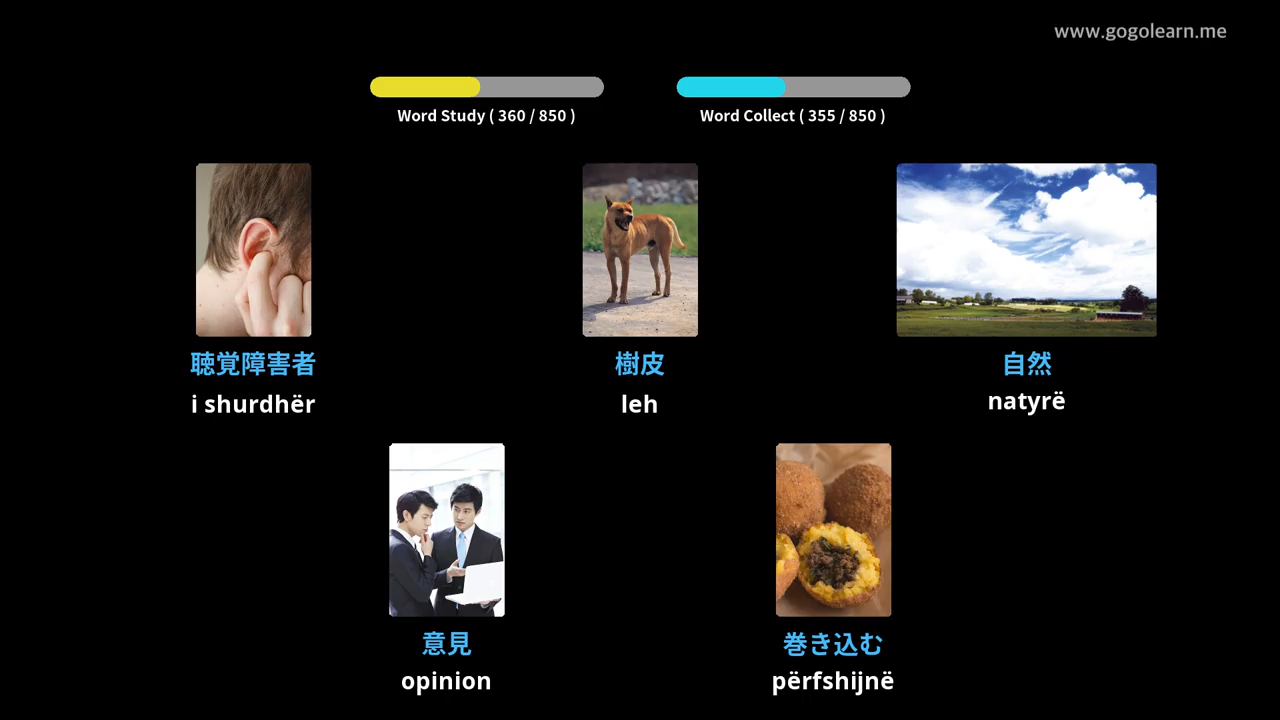 www.gogolearn.me
Word Study ( 360 / 850 )
Word Collect ( 355 / 850 )
聴覚障害者
i shurdhër
樹皮
leh
自然
natyrë
意見
opinion
巻き込む
përfshijnë